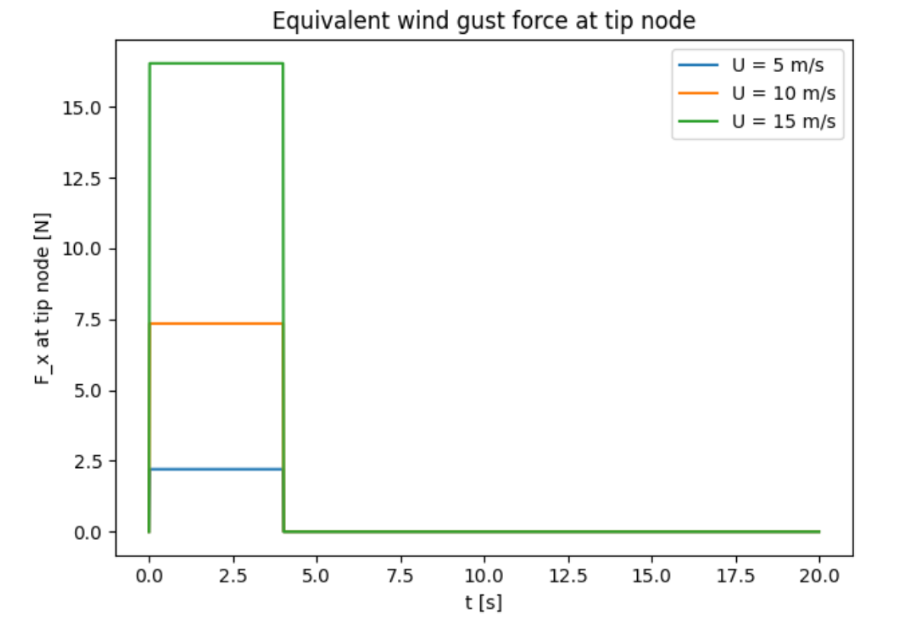 Equivalent wind gust force at tip node
U = 5 m/s
U = 10 m/s
U = 15 m/s
15.0
12.5
10.0
7.5
5.0
2.5
0.0
F_x at tip node [N]
0.0 2.5 5.0 7.5 10.0 12.5 15.0 17.5 20.0
t [s]